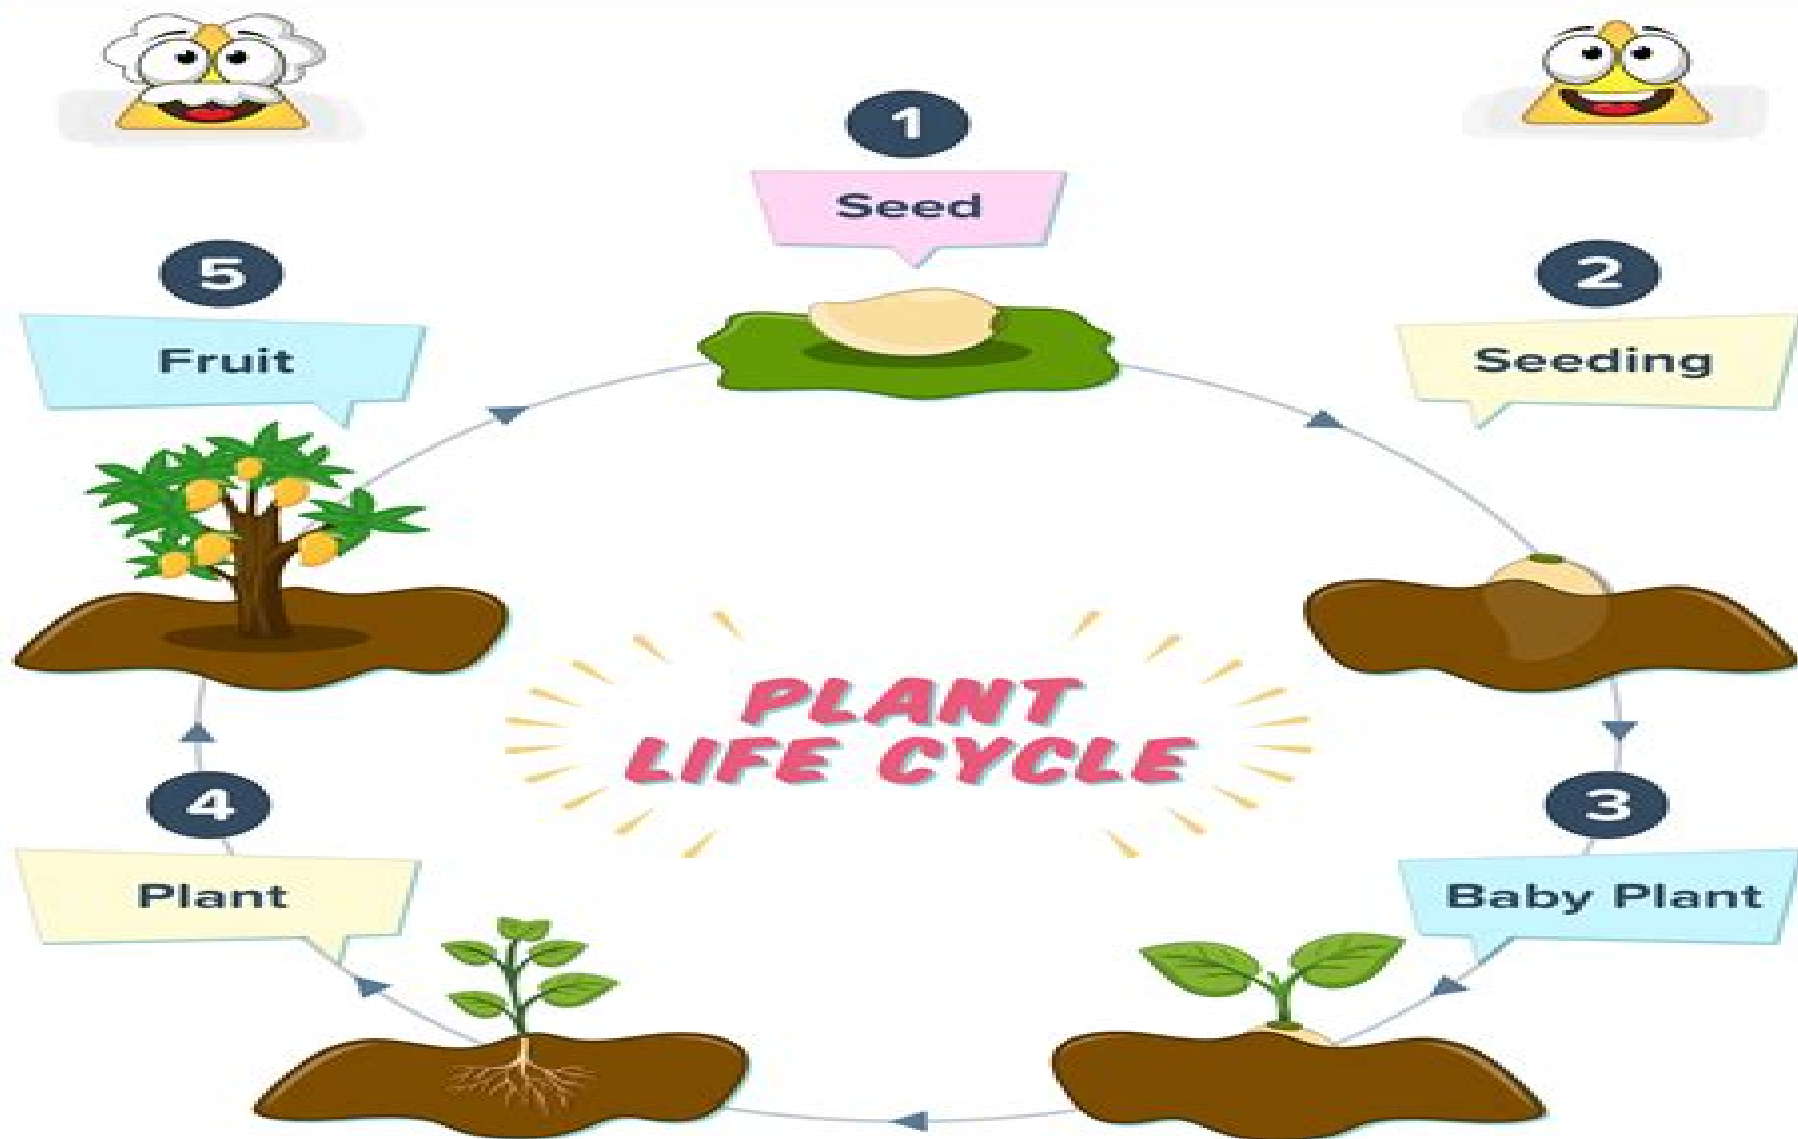 1
Seed
2
Seeding
3
Baby Plant
4
Plant
5
Fruit
PLANT
LIFE CYCLE